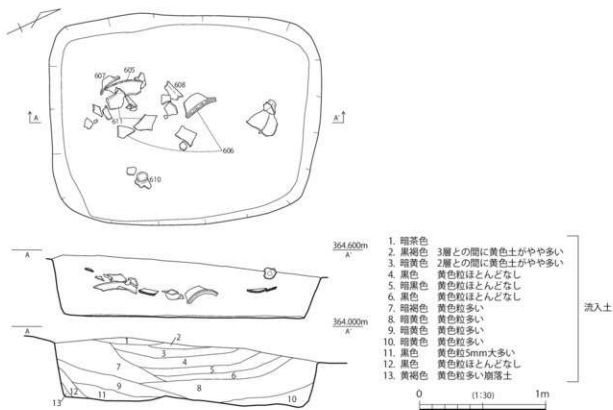 607
605
608
611
606
610
A
A'
A
364.600m
A'
A
364.000m
A'
1
2
3
4
5
6
7
8
9
10
11
12
13
1. 暗茶色
2. 黒褐色 3層との間に黄色土がやや多い
3. 暗黄色 2層との間に黄色土がやや多い
4. 黒色 黄色粒ほとんどなし
5. 暗黒色 黄色粒ほとんどなし
6. 黒色 黄色粒ほとんどなし
7. 暗褐色 黄色粒多い
8. 暗黄色 黄色粒多い
9. 暗黄色 黄色粒多い
10. 暗黄色 黄色粒多い
11. 黒色 黄色粒5mm大多い
12. 黒色 黄色粒ほとんどなし
13. 黄褐色 黄色粒多い崩落土
流入土
0 (1:30) 1m